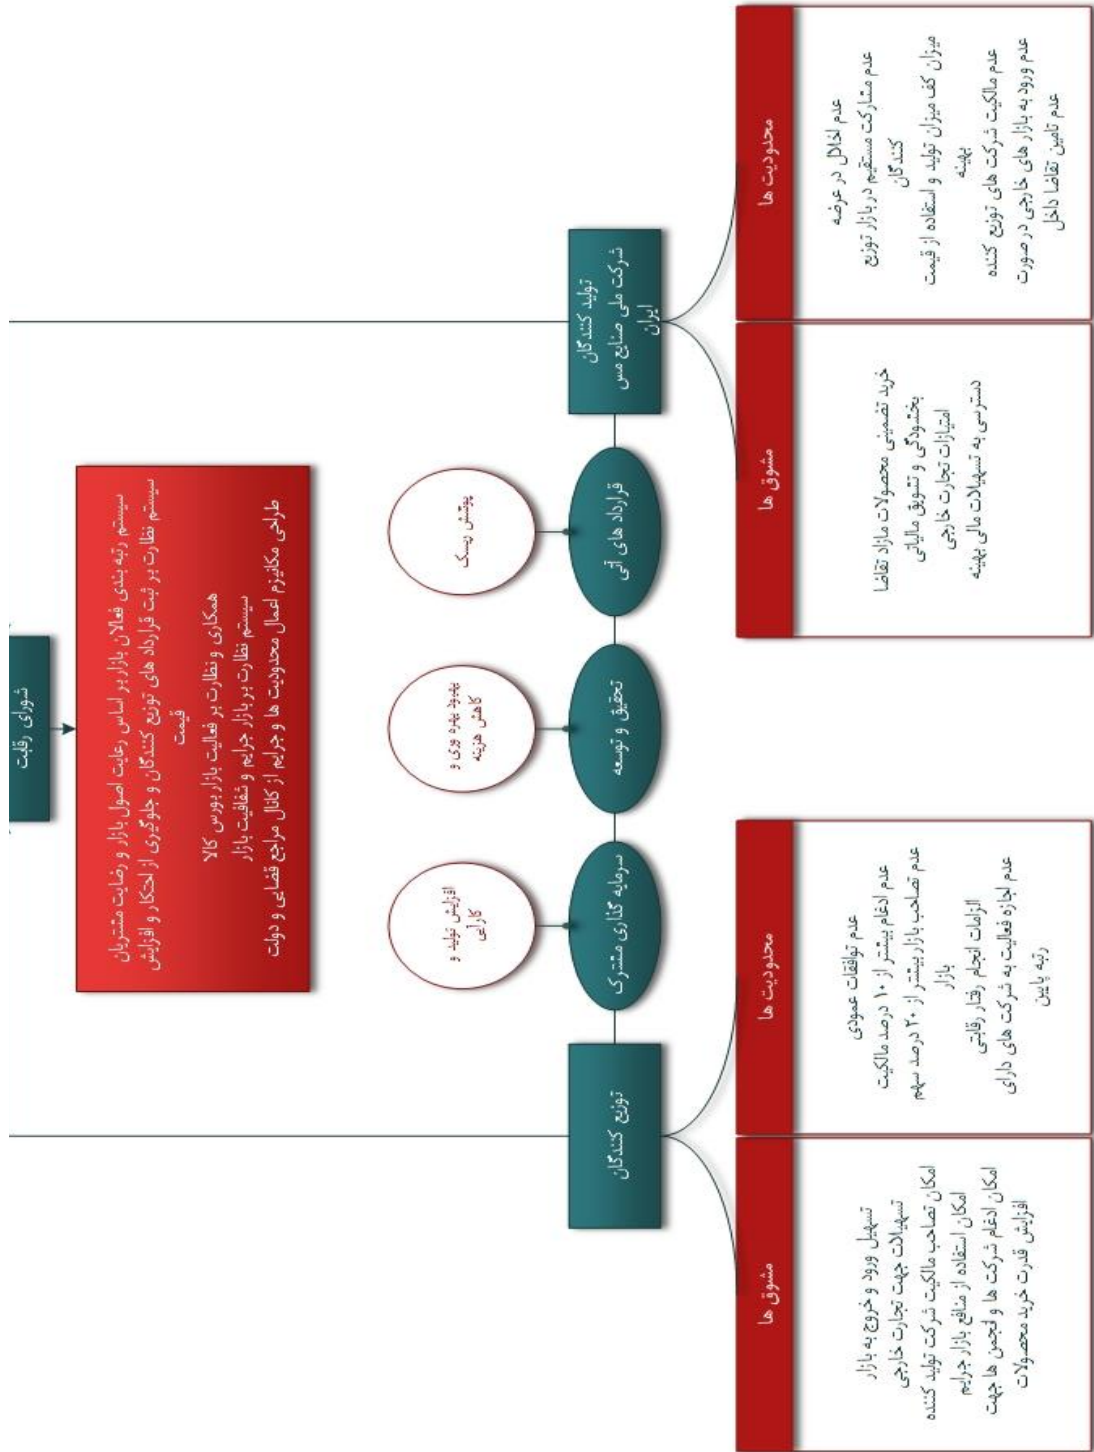 شورای رقابت
سیستم رتبه بندی فعالان بازار بر اساس رعایت اصول بازار و رضایت مشتریان
سیستم نظارت بر ثبت قرارداد های توزیع کنندگان و جلوگیری از احتکار و افزایش
قیمت
همکاری و نظارت بر فعالیت بازار بورس کالا
سیستم نظارت بر بازار جرایم و شفافیت بازار
طراحی مکانیزم اعمال محدودیت ها و جرایم از کانال مراجع قضایی و دولت
پوشش ریسک
بهبود بهره وری و
کاهش هزینه
افزایش تولید و
کارآیی
تولید کنندگان
شرکت ملی صنایع مس
ایران
قرارداد های آتی
تحقیق و توسعه
سرمایه گذاری مشترک
توزیع کنندگان
محدودیت ها
عدم اخلال در عرضه
عدم مشارکت مستقیم در بازار توزیع
کنندگان
میزان کف میزان تولید و استفاده از قیمت
بهینه
عدم مالکیت شرکت های توزیع کننده
عدم ورود به بازار های خارجی در صورت
عدم تامین تقاضا داخل
مشوق ها
خرید تضمینی محصولات مازاد تقاضا
بخشودگی و تشویق مالیاتی
امتیازات تجارت خارجی
دسترسی به تسهیلات مالی بهینه
محدودیت ها
عدم توافقات عمودی
عدم ادغام بیشتر از ۱۰ درصد مالکیت
عدم تصاحب بازار بیشتر از ۲۰ درصد سهم
بازار
الزامات انجام رفتار رقابتی
عدم اجازه فعالیت به شرکت های دارای
رتبه پایین
مشوق ها
تسهیل ورود و خروج به بازار
تسهیلات جهت تجارت خارجی
امکان تصاحب مالکیت شرکت تولید کننده
امکان استفاده از منافع بازار جرایم
امکان ادغام شرکت ها و انجمن ها جهت
افزایش قدرت خرید محصولات